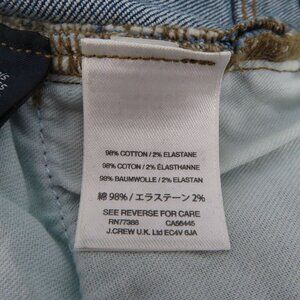 98% COTTON / 2% ELASTANE
98% COTON / 2% ÉLASTHANNE
98% BAUMWOLLE / 2% ELASTAN
綿 98% / エラステーン 2%
SEE REVERSE FOR CARE
RN77388 CA56445
J.CREW U.K. Ltd EC4V 6JA